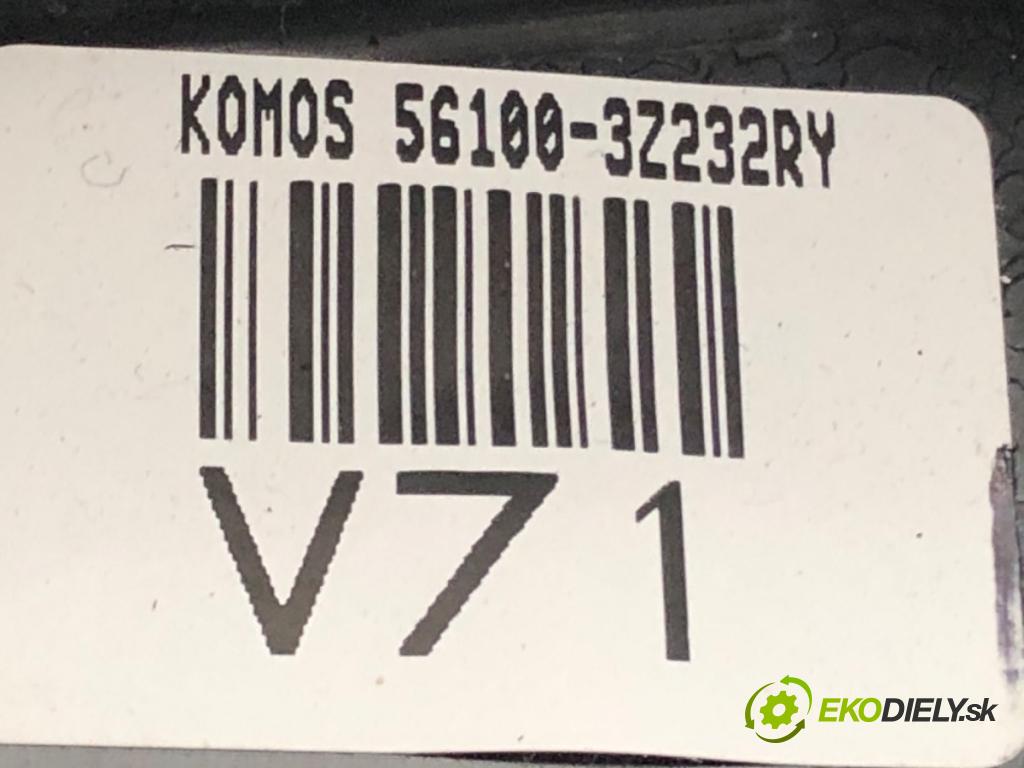 KOMOS 56100-3Z232RY
V71
EKODIELY.sk